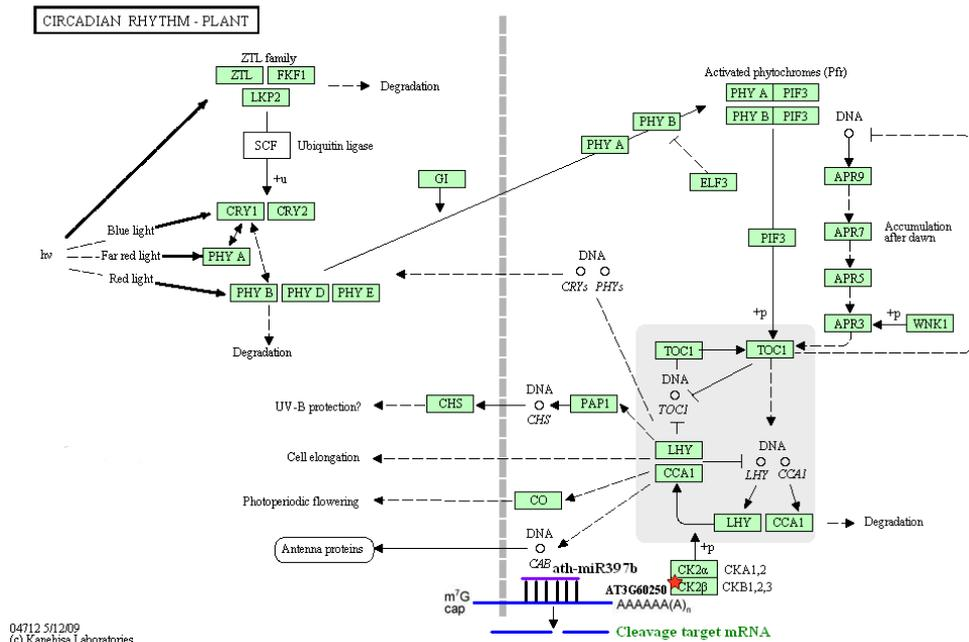 CIRCADIAN RHYTHM - PLANT
ZTL family
ZTL
FKF1
LKP2
Degradation
SCF
Ubiquitin ligase
+u
CRY1
CRY2
Blue light
hν
Far red light
PHY A
Red light
PHY B
PHY D
PHY E
Degradation
GI
PHY A
PHY B
ELF3
Activated phytochromes (Pfr)
PHY A
PIF3
PHY B
PIF3
DNA
APR9
PIF3
APR7
Accumulation
after dawn
APR5
+p
APR3
+p
WNK1
DNA
CRYs
PHYs
TOC1
TOC1
DNA
TOC1
UV-B protection?
CHS
DNA
CHS
PAP1
Cell elongation
LHY
CCA1
DNA
LHY
CCA1
Photoperiodic flowering
CO
LHY
CCA1
Degradation
Antenna proteins
DNA
CAB
+p
ath-miR397b
CK2α
CKA1,2
AT3G60250
CK2β
CKB1,2,3
m7G
cap
AAAAAA(A)n
Cleavage target mRNA
04712 5/12/09
(c) Kanehisa Laboratories